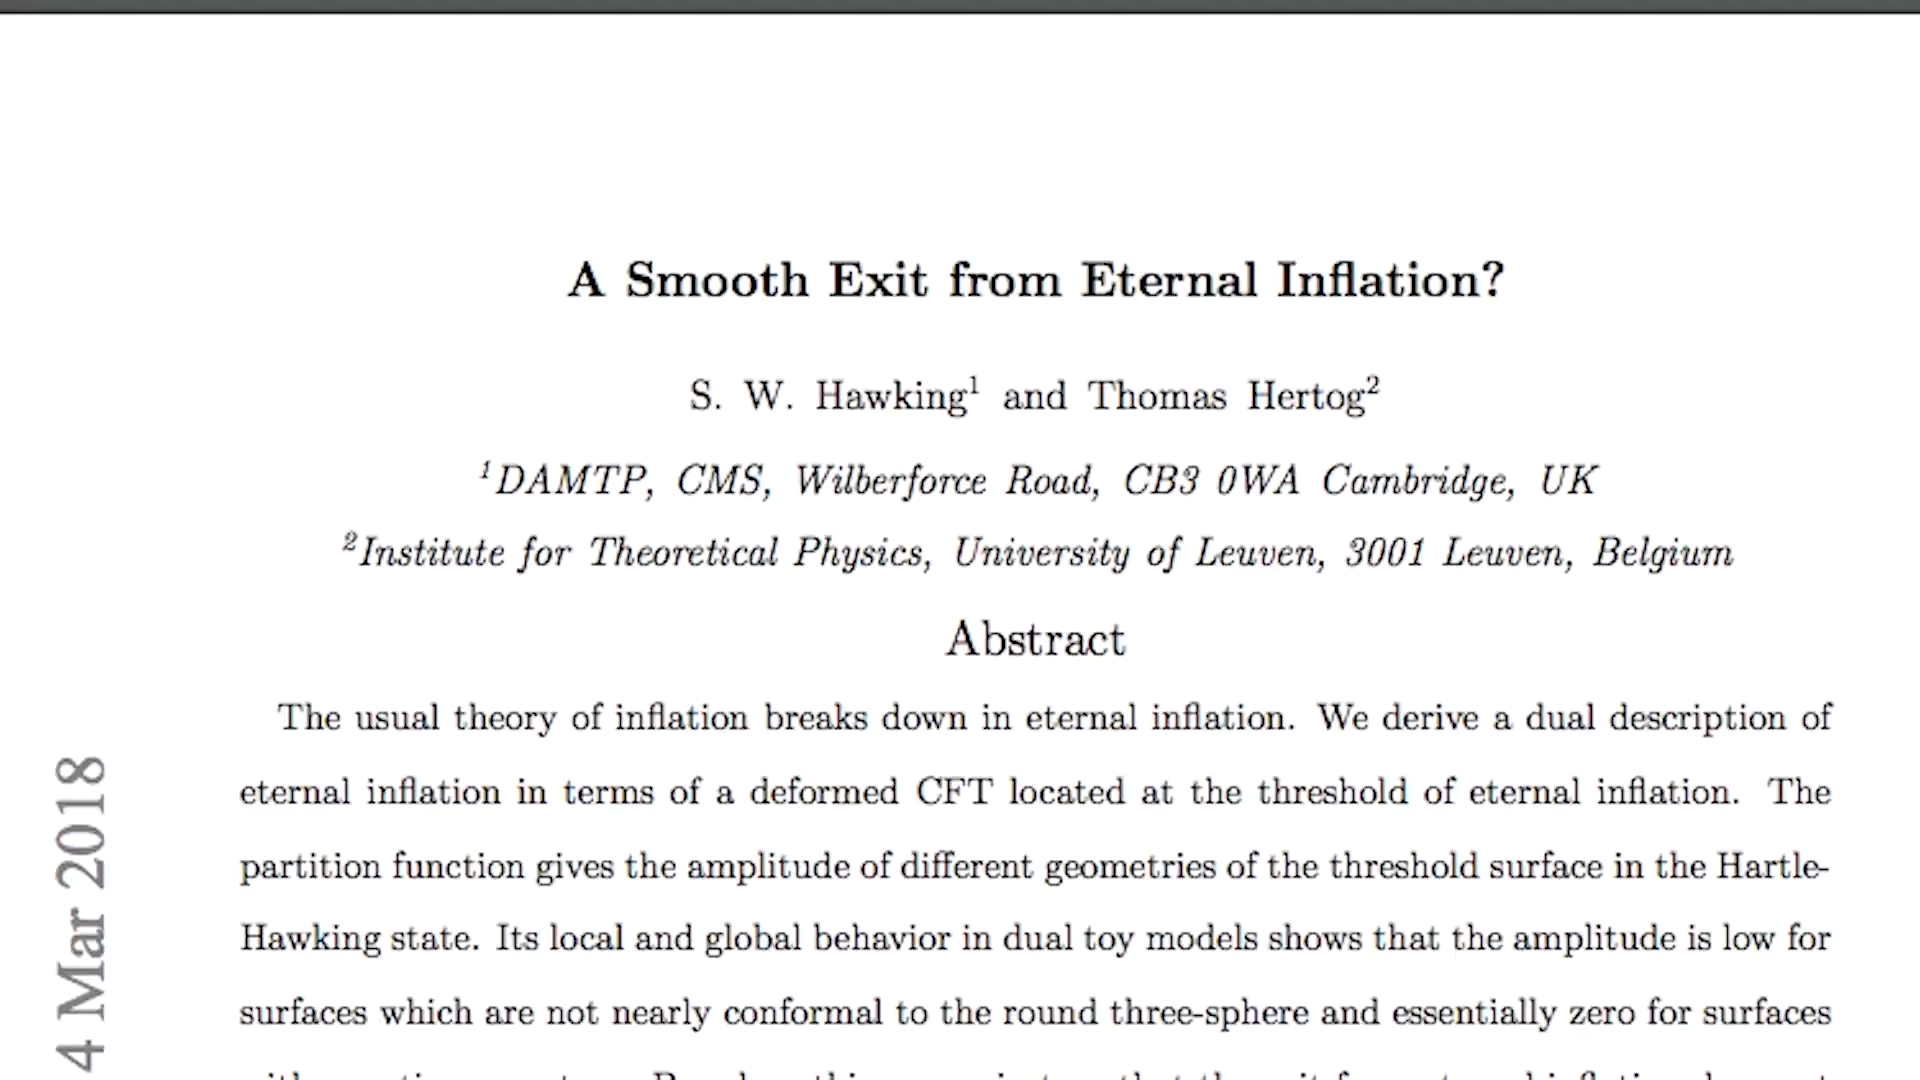 A Smooth Exit from Eternal Inflation?
S. W. Hawking¹ and Thomas Hertog²
¹DAMTP, CMS, Wilberforce Road, CB3 0WA Cambridge, UK
²Institute for Theoretical Physics, University of Leuven, 3001 Leuven, Belgium
Abstract
The usual theory of inflation breaks down in eternal inflation. We derive a dual description of
eternal inflation in terms of a deformed CFT located at the threshold of eternal inflation. The
partition function gives the amplitude of different geometries of the threshold surface in the Hartle-
Hawking state. Its local and global behavior in dual toy models shows that the amplitude is low for
surfaces which are not nearly conformal to the round three-sphere and essentially zero for surfaces
4 Mar 2018